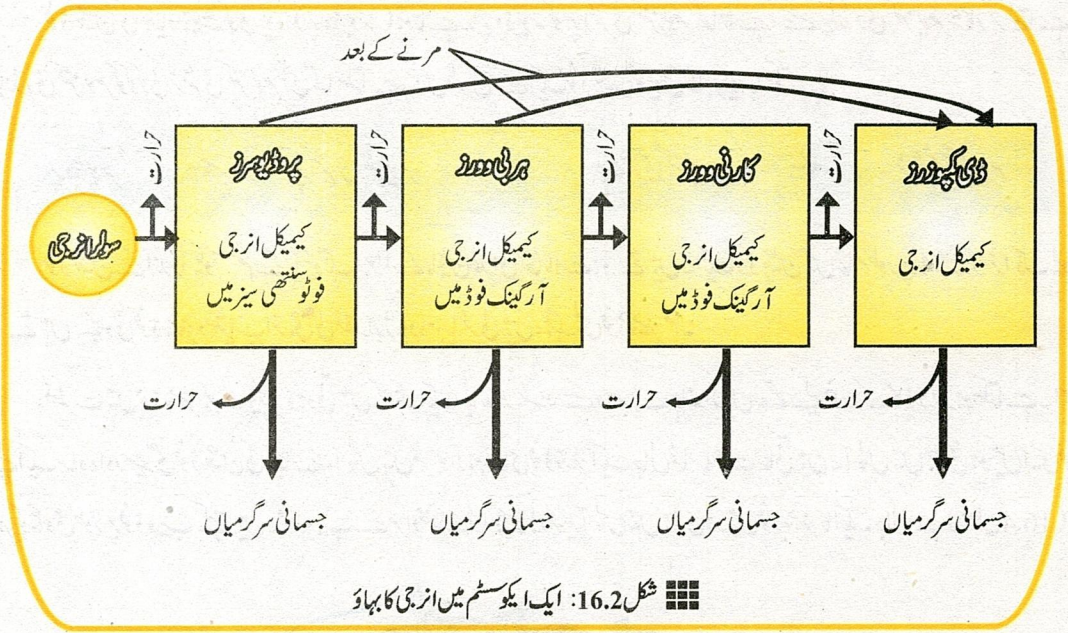 مرنے کے بعد
سولر انرجی
حرارت
پروڈیوسرز
کیمیکل انرجی
فوٹوسنتھی سیز میں
حرارت
جسمانی سرگرمیاں
حرارت
ہربی وورز
کیمیکل انرجی
آرگینک فوڈ میں
حرارت
جسمانی سرگرمیاں
حرارت
کارنی وورز
کیمیکل انرجی
آرگینک فوڈ میں
حرارت
جسمانی سرگرمیاں
حرارت
ڈی کمپوزرز
کیمیکل انرجی
حرارت
جسمانی سرگرمیاں
شکل 16.2: ایک ایکوسسٹم میں انرجی کا بہاؤ